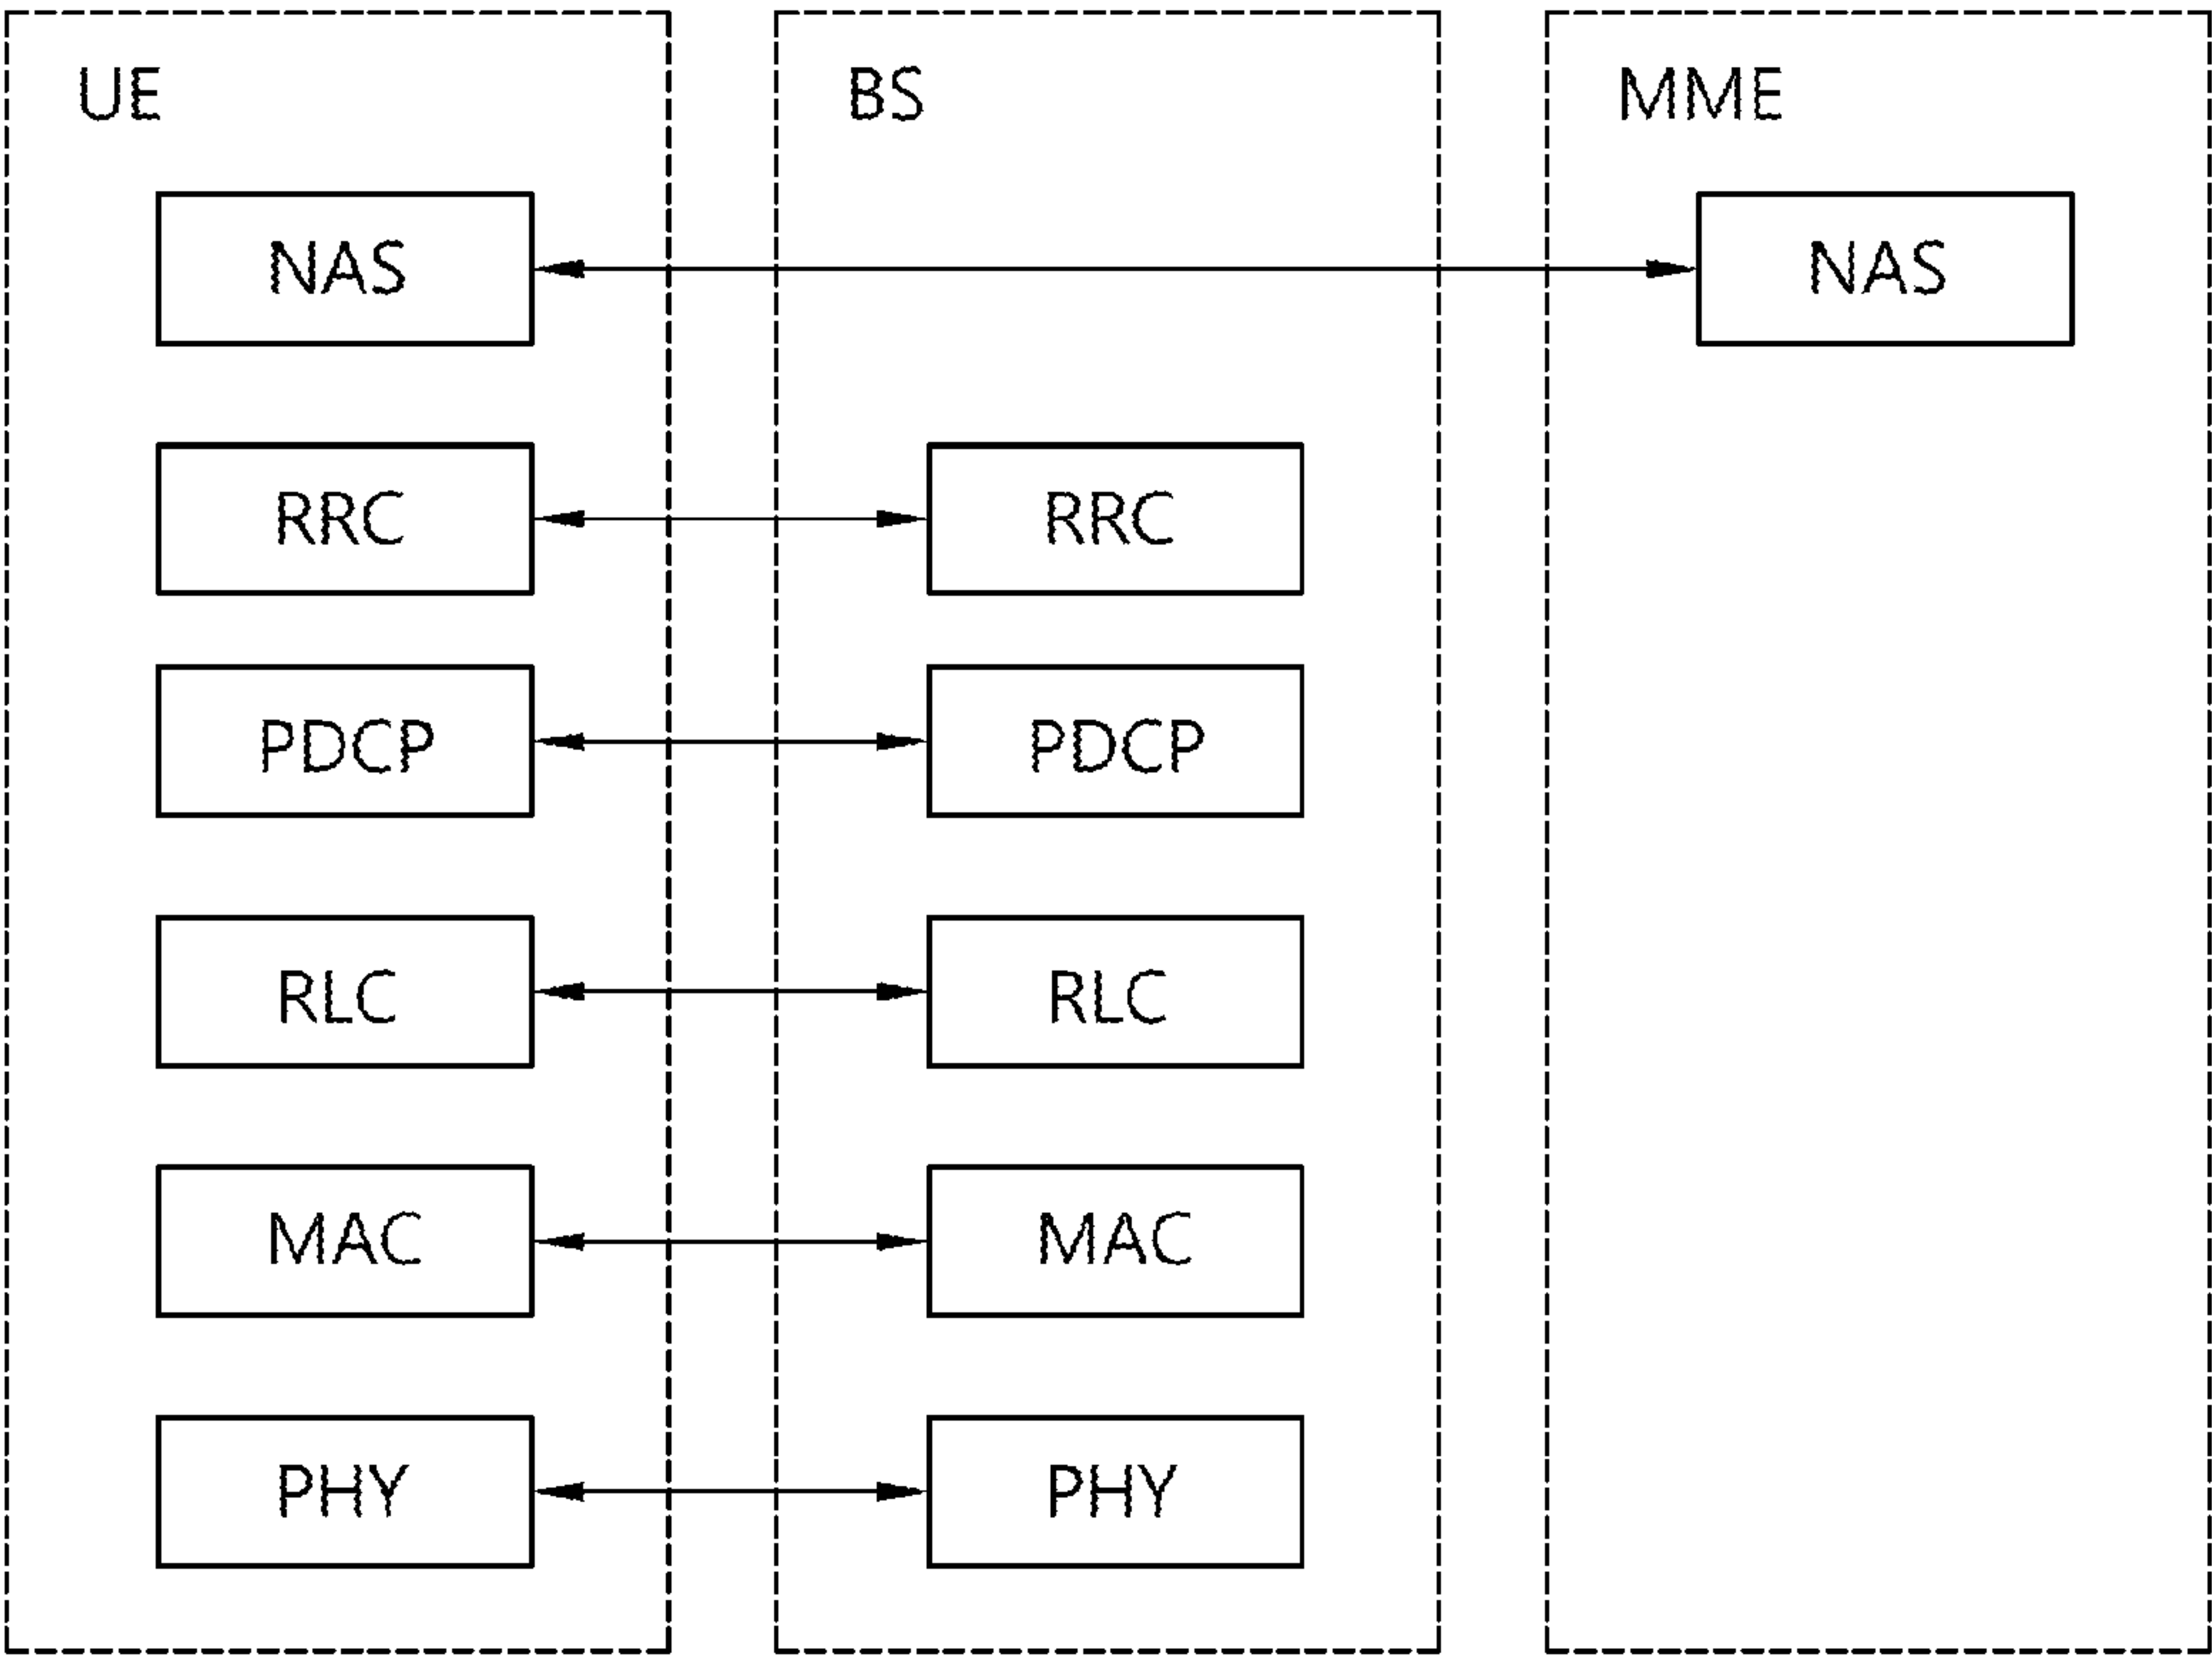 UE BS MME
NAS NAS
RRC RRC
PDCP PDCP
RLC RLC
MAC MAC
PHY PHY